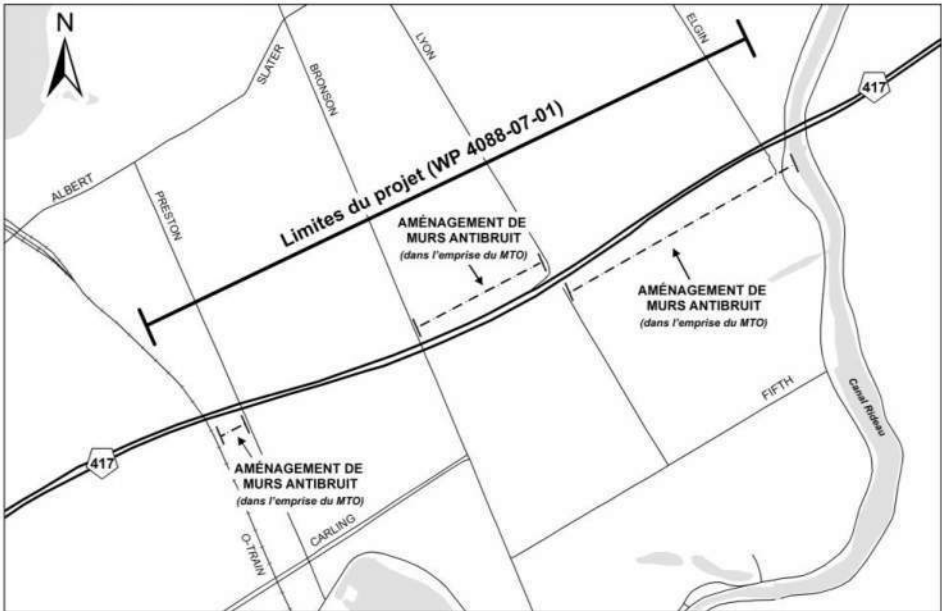 N
SLATER
BRONSON
LYON
ELGIN
417
Limites du projet (WP 4088-07-01)
ALBERT
PRESTON
AMÉNAGEMENT DE
MURS ANTIBRUIT
(dans l'emprise du MTO)
AMÉNAGEMENT DE
MURS ANTIBRUIT
(dans l'emprise du MTO)
FIFTH
Canal Rideau
417
AMÉNAGEMENT DE
MURS ANTIBRUIT
(dans l'emprise du MTO)
CARLING
O-TRAIN